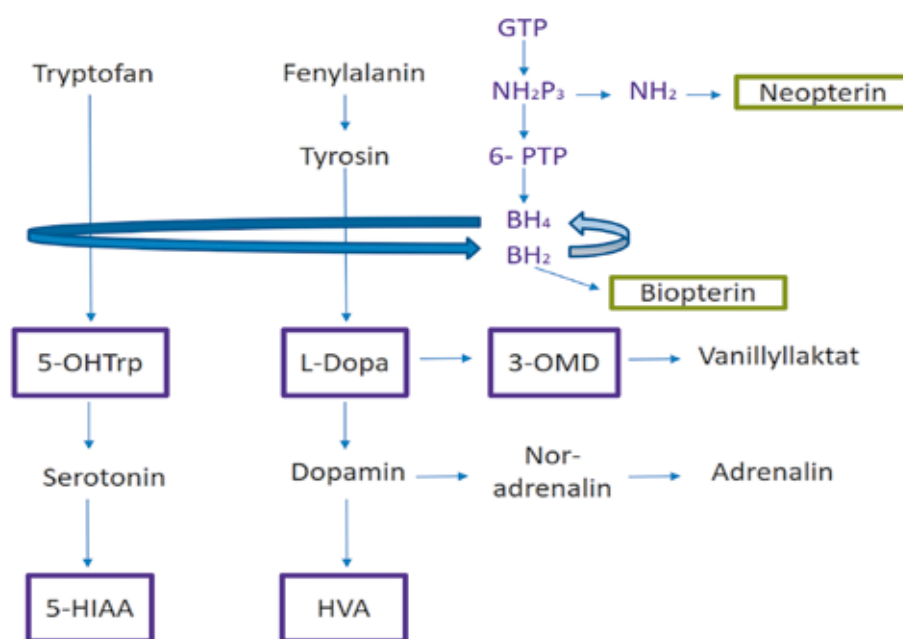 GTP
Tryptofan
Fenylalanin
NH₂P₃
NH₂
Neopterin
Tyrosin
6- PTP
BH₄
BH₂
Biopterin
5-OHTrp
L-Dopa
3-OMD
Vanillyllaktat
Serotonin
Dopamin
Nor-
adrenalin
Adrenalin
5-HIAA
HVA